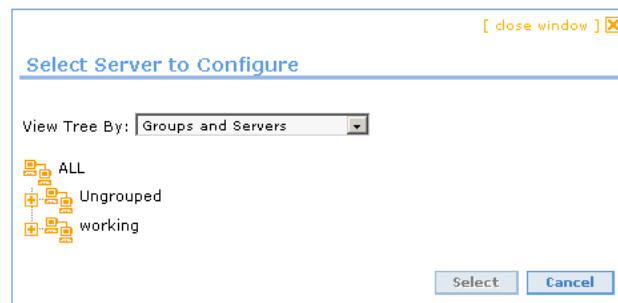 [ close window ]
Select Server to Configure
View Tree By: Groups and Servers
ALL
Ungrouped
working
Select Cancel